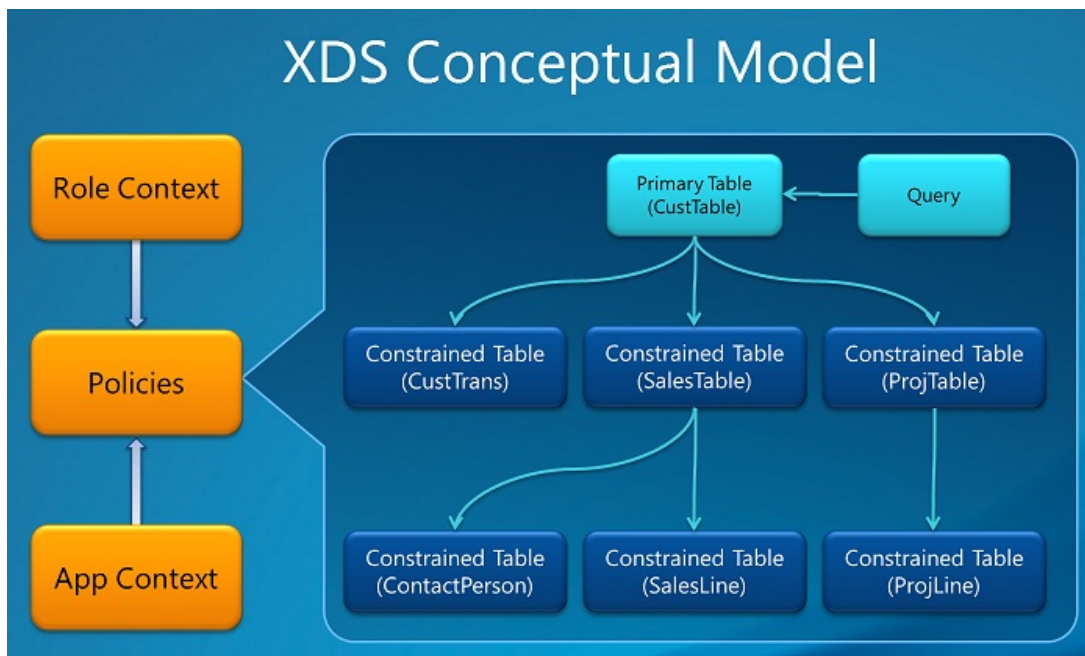 XDS Conceptual Model
Role Context
Policies
App Context
Primary Table
(CustTable)
Query
Constrained Table
(CustTrans)
Constrained Table
(SalesTable)
Constrained Table
(ProjTable)
Constrained Table
(ContactPerson)
Constrained Table
(SalesLine)
Constrained Table
(ProjLine)